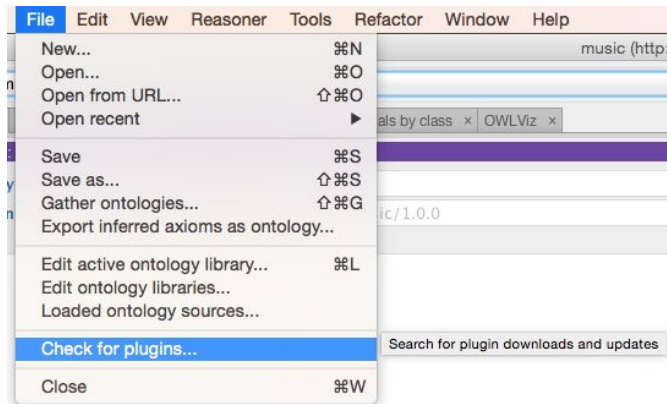 File Edit View Reasoner Tools Refactor Window Help
New... ⌘N
music (http:
Open... ⌘O
Open from URL... ⇧⌘O
Open recent ▶
als by class × OWLViz ×
Save ⌘S
Save as... ⇧⌘S
Gather ontologies... ⇧⌘G
ic/1.0.0
Export inferred axioms as ontology...
Edit active ontology library... ⌘L
Edit ontology libraries...
Loaded ontology sources...
Check for plugins...
Search for plugin downloads and updates
Close ⌘W